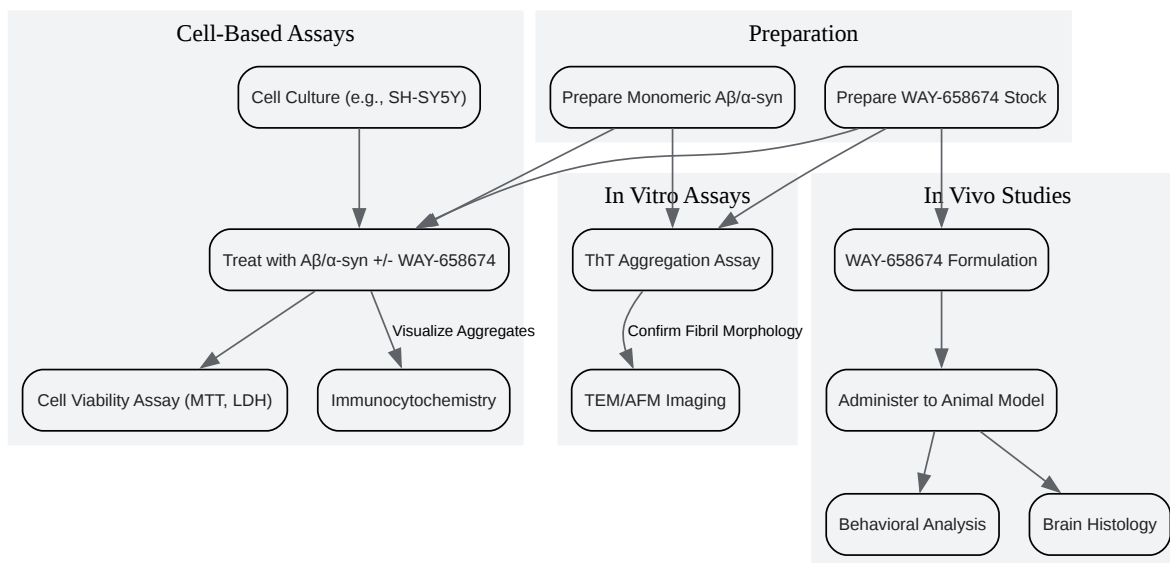 Cell-Based Assays
Preparation
Cell Culture (e.g., SH-SY5Y)
Prepare Monomeric Aβ/α-syn
Prepare WAY-658674 Stock
In Vitro Assays
In Vivo Studies
Treat with Aβ/α-syn +/- WAY-658674
ThT Aggregation Assay
WAY-658674 Formulation
Visualize Aggregates
Confirm Fibril Morphology
Cell Viability Assay (MTT, LDH)
Immunocytochemistry
TEM/AFM Imaging
Administer to Animal Model
Behavioral Analysis
Brain Histology